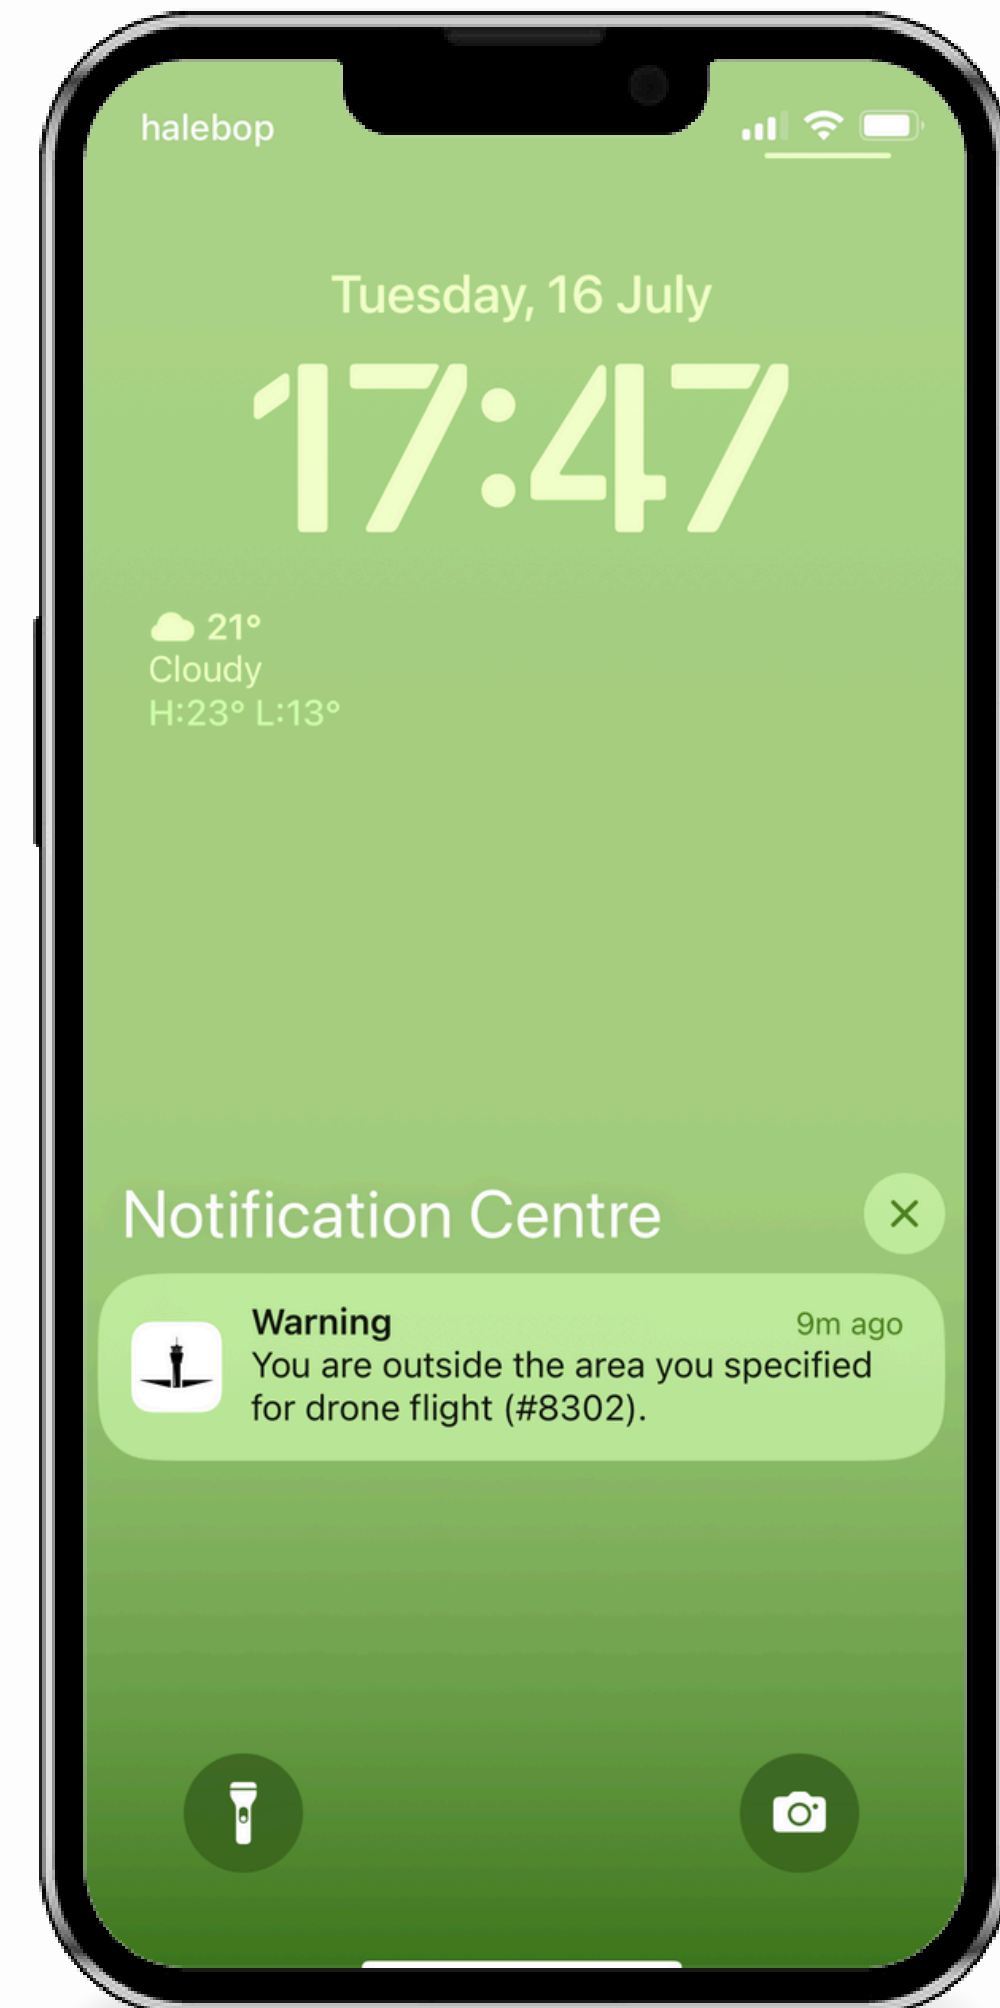 halebop
Tuesday, 16 July
17:47
21°
Cloudy
H:23° L:13°
Notification Centre
Warning
9m ago
You are outside the area you specified
for drone flight (#8302).